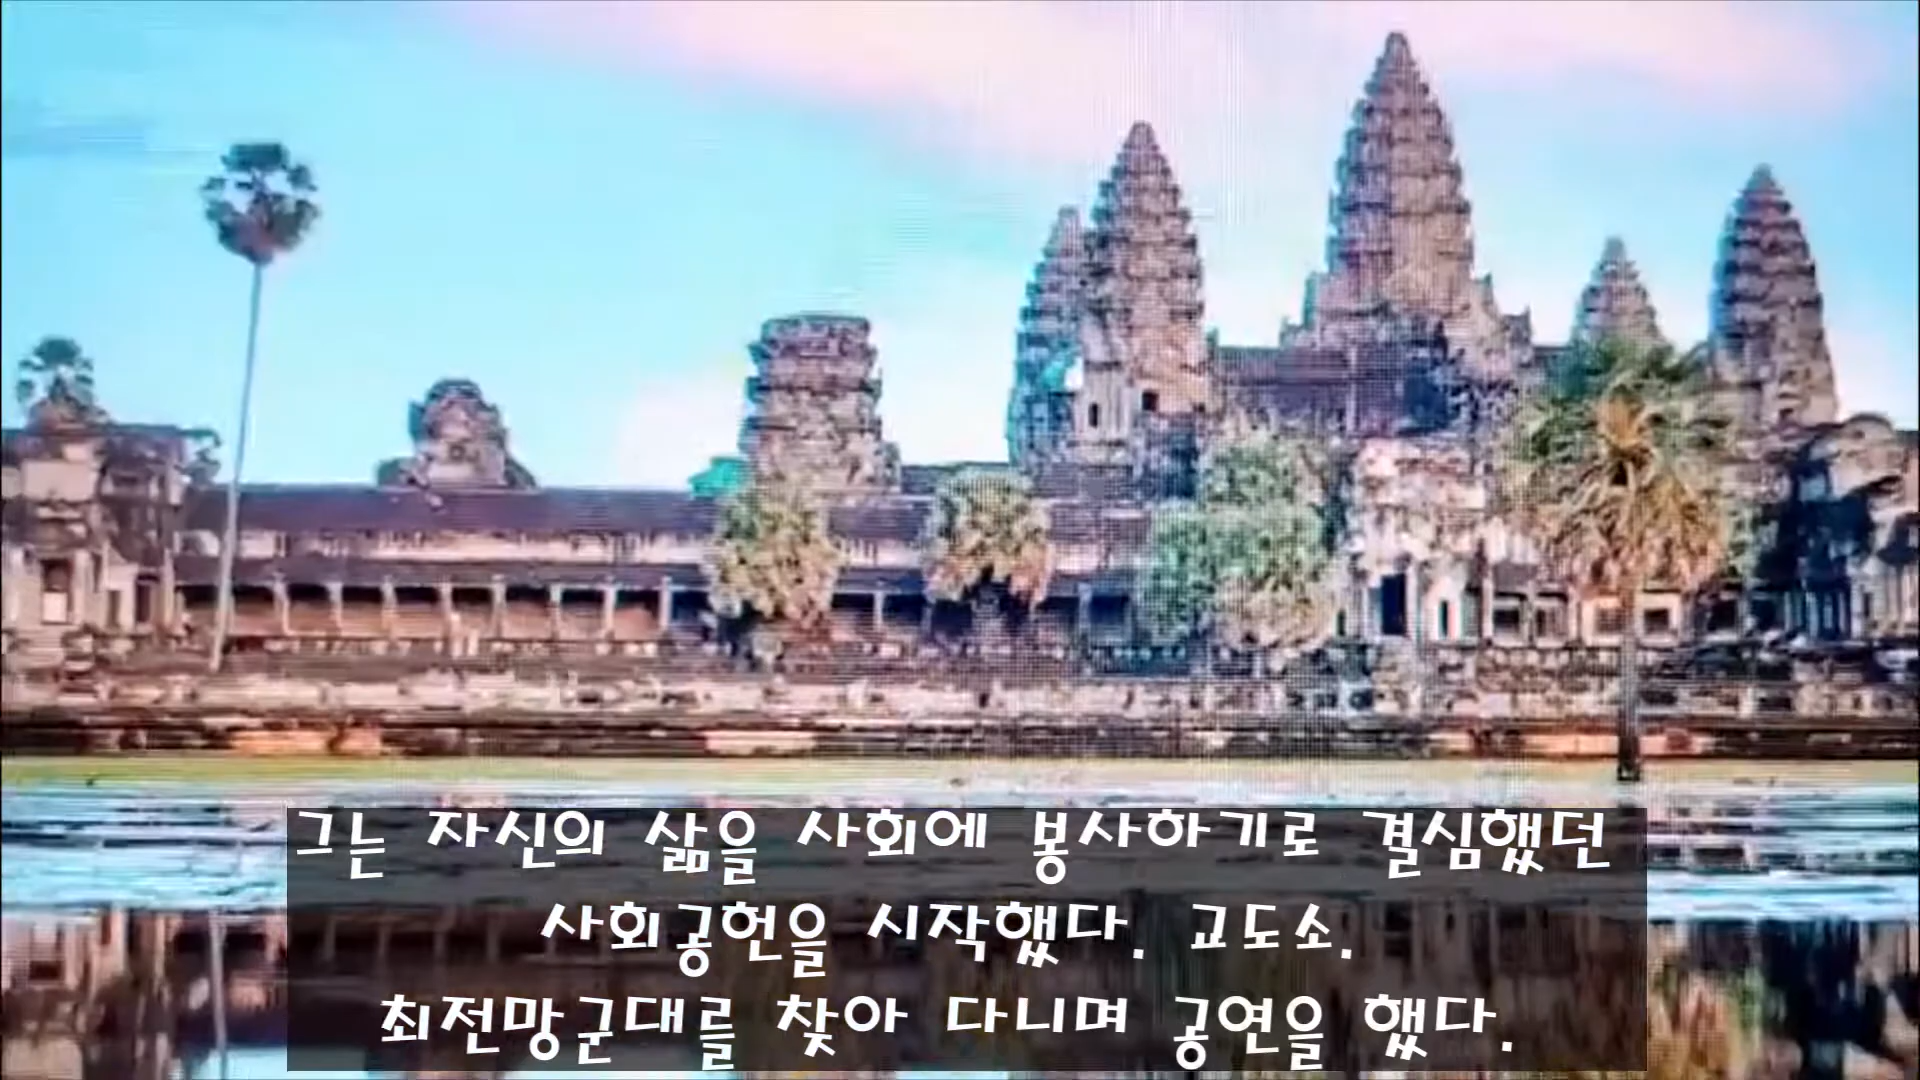 그는 자신의 삶을 사회에 봉사하기로 결심했던
사회공헌을 시작했다. 교도소.
최전망군대를 찾아 다니며 공연을 했다.